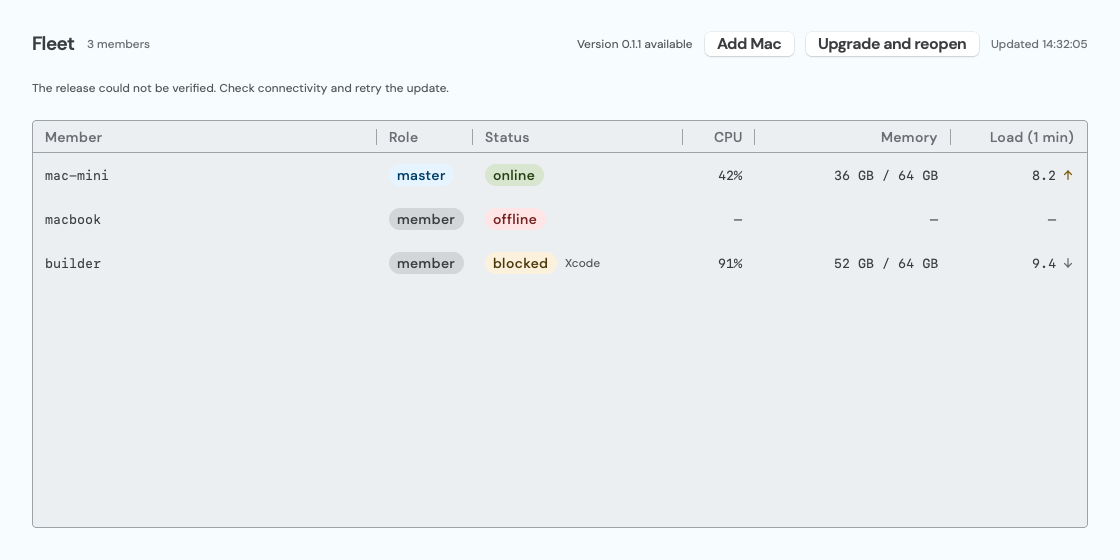 Fleet 3 members Version 0.1.1 available Add Mac Upgrade and reopen Updated 14:32:05
The release could not be verified. Check connectivity and retry the update.
Member Role Status CPU Memory Load (1 min)
mac-mini master online 42% 36 GB / 64 GB 8.2 ↑
macbook member offline — — —
builder member blocked Xcode 91% 52 GB / 64 GB 9.4 ↓